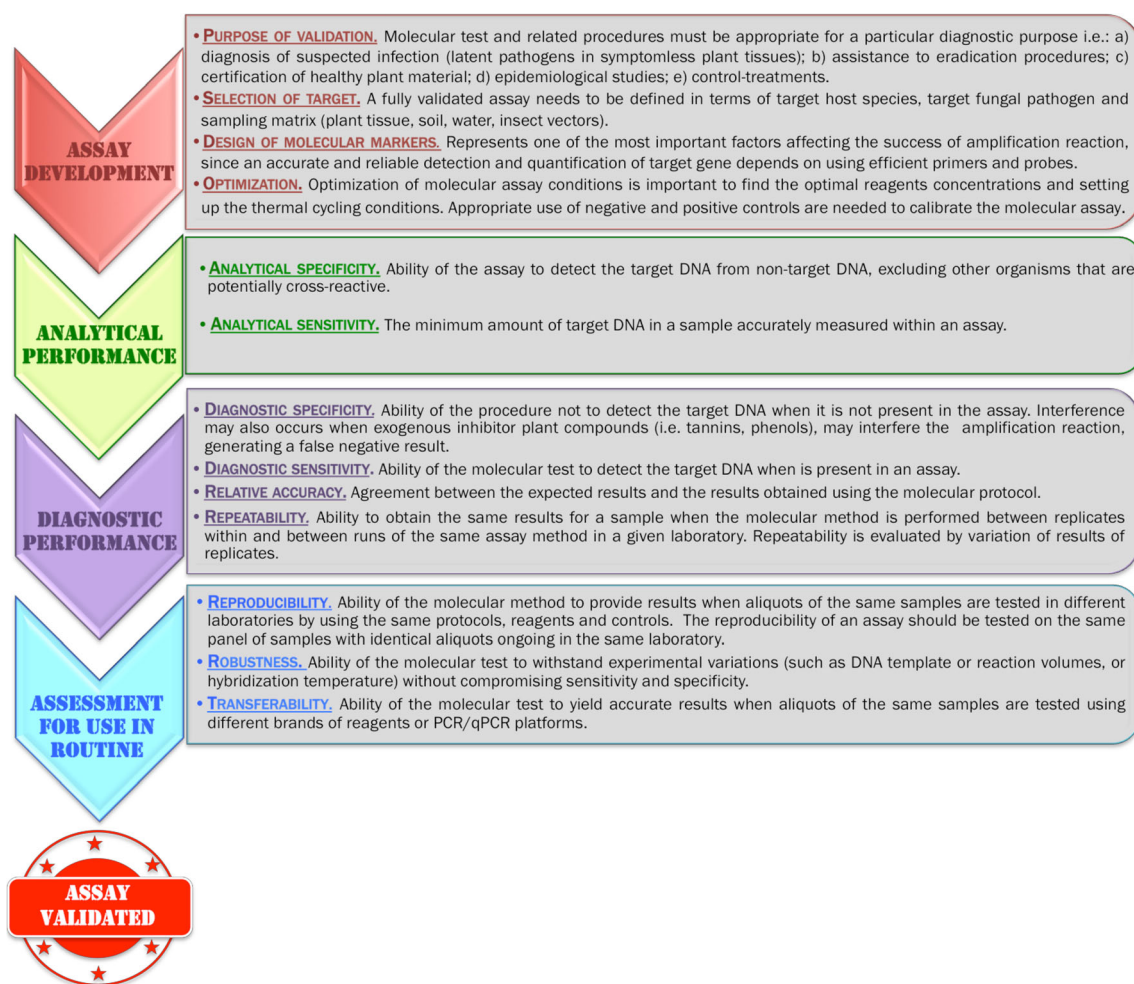 • PURPOSE OF VALIDATION. Molecular test and related procedures must be appropriate for a particular diagnostic purpose i.e.: a)
diagnosis of suspected infection (latent pathogens in symptomless plant tissues); b) assistance to eradication procedures; c)
certification of healthy plant material; d) epidemiological studies; e) control-treatments.
• SELECTION OF TARGET. A fully validated assay needs to be defined in terms of target host species, target fungal pathogen and
sampling matrix (plant tissue, soil, water, insect vectors).
• DESIGN OF MOLECULAR MARKERS. Represents one of the most important factors affecting the success of amplification reaction,
since an accurate and reliable detection and quantification of target gene depends on using efficient primers and probes.
• OPTIMIZATION. Optimization of molecular assay conditions is important to find the optimal reagents concentrations and setting
up the thermal cycling conditions. Appropriate use of negative and positive controls are needed to calibrate the molecular assay.
ASSAY
DEVELOPMENT
• ANALYTICAL SPECIFICITY. Ability of the assay to detect the target DNA from non-target DNA, excluding other organisms that are
potentially cross-reactive.
• ANALYTICAL SENSITIVITY. The minimum amount of target DNA in a sample accurately measured within an assay.
ANALYTICAL
PERFORMANCE
• DIAGNOSTIC SPECIFICITY. Ability of the procedure not to detect the target DNA when it is not present in the assay. Interference
may also occurs when exogenous inhibitor plant compounds (i.e. tannins, phenols), may interfere the amplification reaction,
generating a false negative result.
• DIAGNOSTIC SENSITIVITY. Ability of the molecular test to detect the target DNA when is present in an assay.
• RELATIVE ACCURACY. Agreement between the expected results and the results obtained using the molecular protocol.
• REPEATABILITY. Ability to obtain the same results for a sample when the molecular method is performed between replicates
within and between runs of the same assay method in a given laboratory. Repeatability is evaluated by variation of results of
replicates.
DIAGNOSTIC
PERFORMANCE
• REPRODUCIBILITY. Ability of the molecular method to provide results when aliquots of the same samples are tested in different
laboratories by using the same protocols, reagents and controls. The reproducibility of an assay should be tested on the same
panel of samples with identical aliquots ongoing in the same laboratory.
• ROBUSTNESS. Ability of the molecular test to withstand experimental variations (such as DNA template or reaction volumes, or
hybridization temperature) without compromising sensitivity and specificity.
• TRANSFERABILITY. Ability of the molecular test to yield accurate results when aliquots of the same samples are tested using
different brands of reagents or PCR/qPCR platforms.
ASSESSMENT
FOR USE IN
ROUTINE
ASSAY
VALIDATED